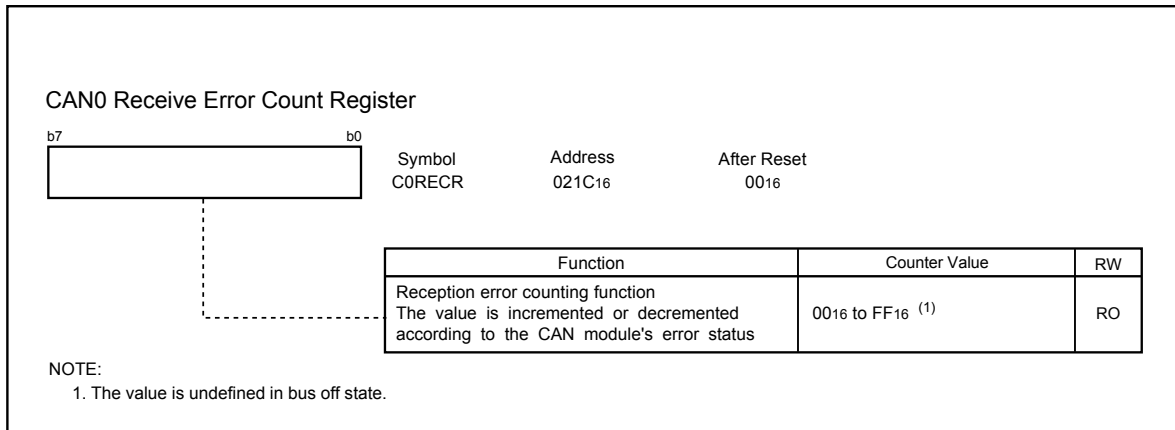 CAN0 Receive Error Count Register
b7 b0
Symbol Address After Reset
C0RECR 021C16 0016
Function Counter Value RW
Reception error counting function
The value is incremented or decremented 0016 to FF16 (1) RO
according to the CAN module's error status
NOTE:
1. The value is undefined in bus off state.